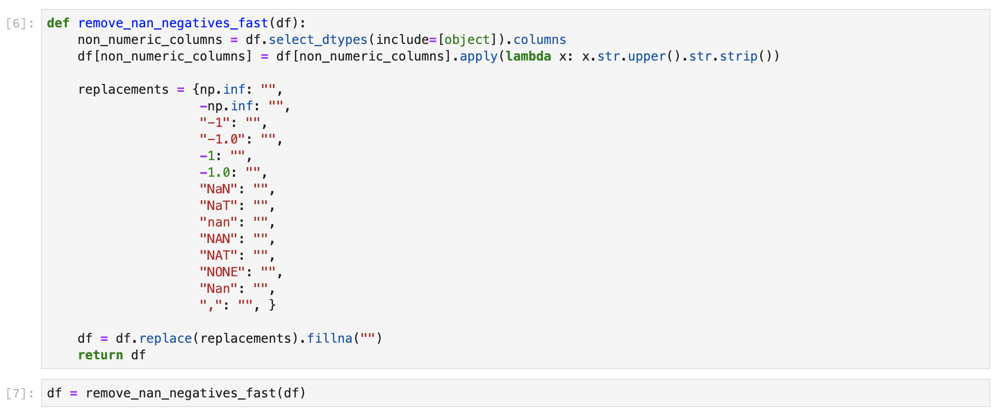 [6]: def remove_nan_negatives_fast(df):
    non_numeric_columns = df.select_dtypes(include=[object]).columns
    df[non_numeric_columns] = df[non_numeric_columns].apply(lambda x: x.str.upper().str.strip())

    replacements = {np.inf: "",
                    -np.inf: "",
                    "-1": "",
                    "-1.0": "",
                    -1: "",
                    -1.0: "",
                    "NaN": "",
                    "NaT": "",
                    "nan": "",
                    "NAN": "",
                    "NAT": "",
                    "NONE": "",
                    "Nan": "",
                    ",": "", }

    df = df.replace(replacements).fillna("")
    return df
[7]: df = remove_nan_negatives_fast(df)